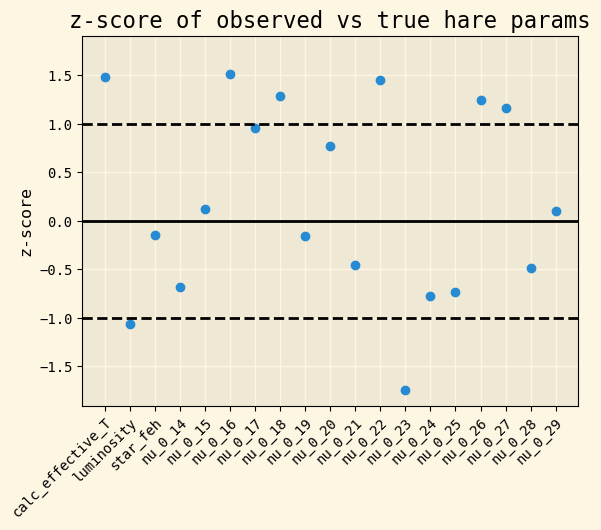 z-score of observed vs true hare params
z-score
1.5
1.0
0.5
0.0
−0.5
−1.0
−1.5
calc_effective_T
luminosity
star_feh
nu_0_14
nu_0_15
nu_0_16
nu_0_17
nu_0_18
nu_0_19
nu_0_20
nu_0_21
nu_0_22
nu_0_23
nu_0_24
nu_0_25
nu_0_26
nu_0_27
nu_0_28
nu_0_29